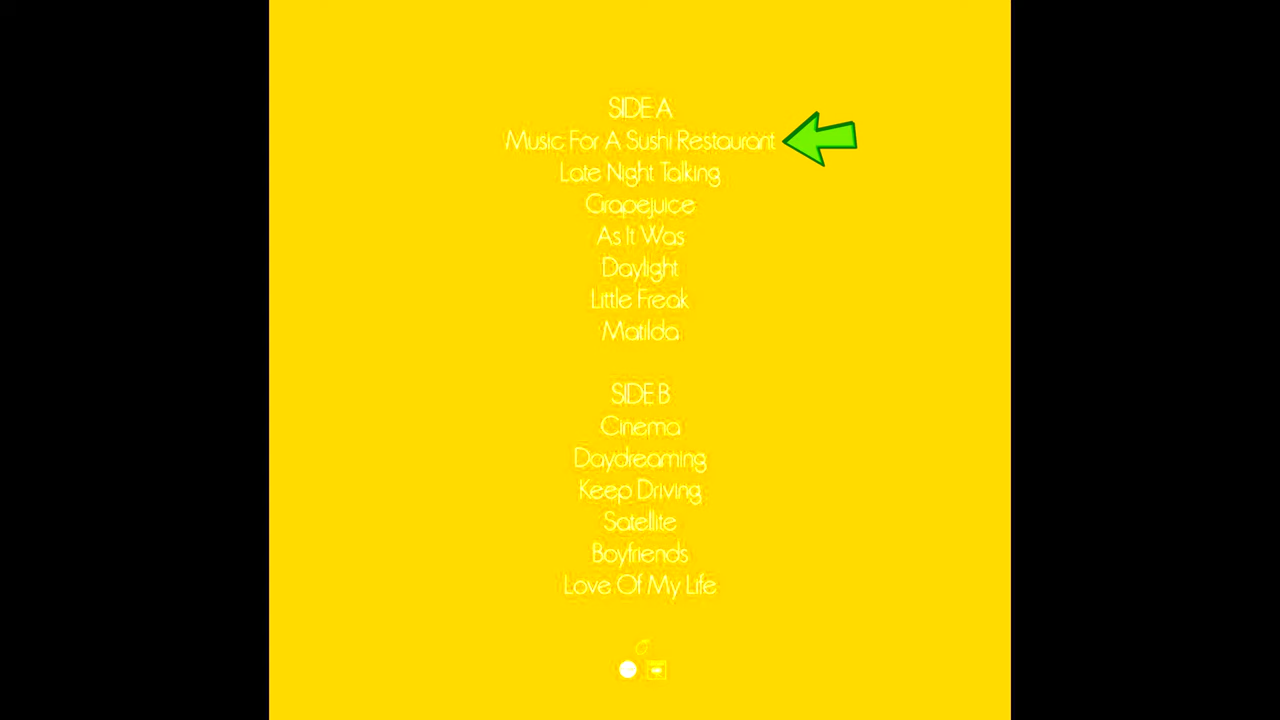 SIDE A
Music For A Sushi Restaurant
Late Night Talking
Grapejuice
As It Was
Daylight
Little Freak
Matilda
SIDE B
Cinema
Daydreaming
Keep Driving
Satellite
Boyfriends
Love Of My Life